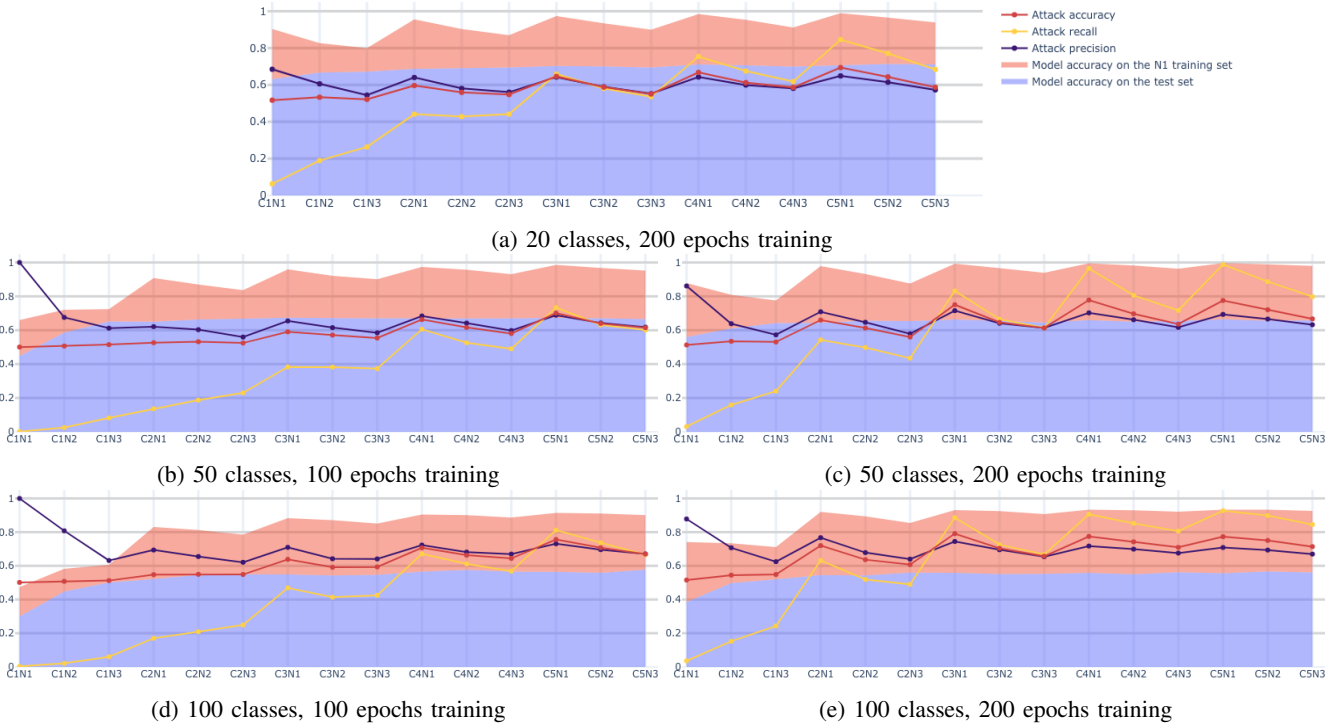 1
0.8
0.6
0.4
0.2
0
C1N1 C1N2 C1N3 C2N1 C2N2 C2N3 C3N1 C3N2 C3N3 C4N1 C4N2 C4N3 C5N1 C5N2 C5N3
Attack accuracy
Attack recall
Attack precision
Model accuracy on the N1 training set
Model accuracy on the test set
(a) 20 classes, 200 epochs training
1
0.8
0.6
0.4
0.2
0
C1N1 C1N2 C1N3 C2N1 C2N2 C2N3 C3N1 C3N2 C3N3 C4N1 C4N2 C4N3 C5N1 C5N2 C5N3
(b) 50 classes, 100 epochs training
1
0.8
0.6
0.4
0.2
0
C1N1 C1N2 C1N3 C2N1 C2N2 C2N3 C3N1 C3N2 C3N3 C4N1 C4N2 C4N3 C5N1 C5N2 C5N3
(c) 50 classes, 200 epochs training
1
0.8
0.6
0.4
0.2
0
C1N1 C1N2 C1N3 C2N1 C2N2 C2N3 C3N1 C3N2 C3N3 C4N1 C4N2 C4N3 C5N1 C5N2 C5N3
(d) 100 classes, 100 epochs training
1
0.8
0.6
0.4
0.2
0
C1N1 C1N2 C1N3 C2N1 C2N2 C2N3 C3N1 C3N2 C3N3 C4N1 C4N2 C4N3 C5N1 C5N2 C5N3
(e) 100 classes, 200 epochs training